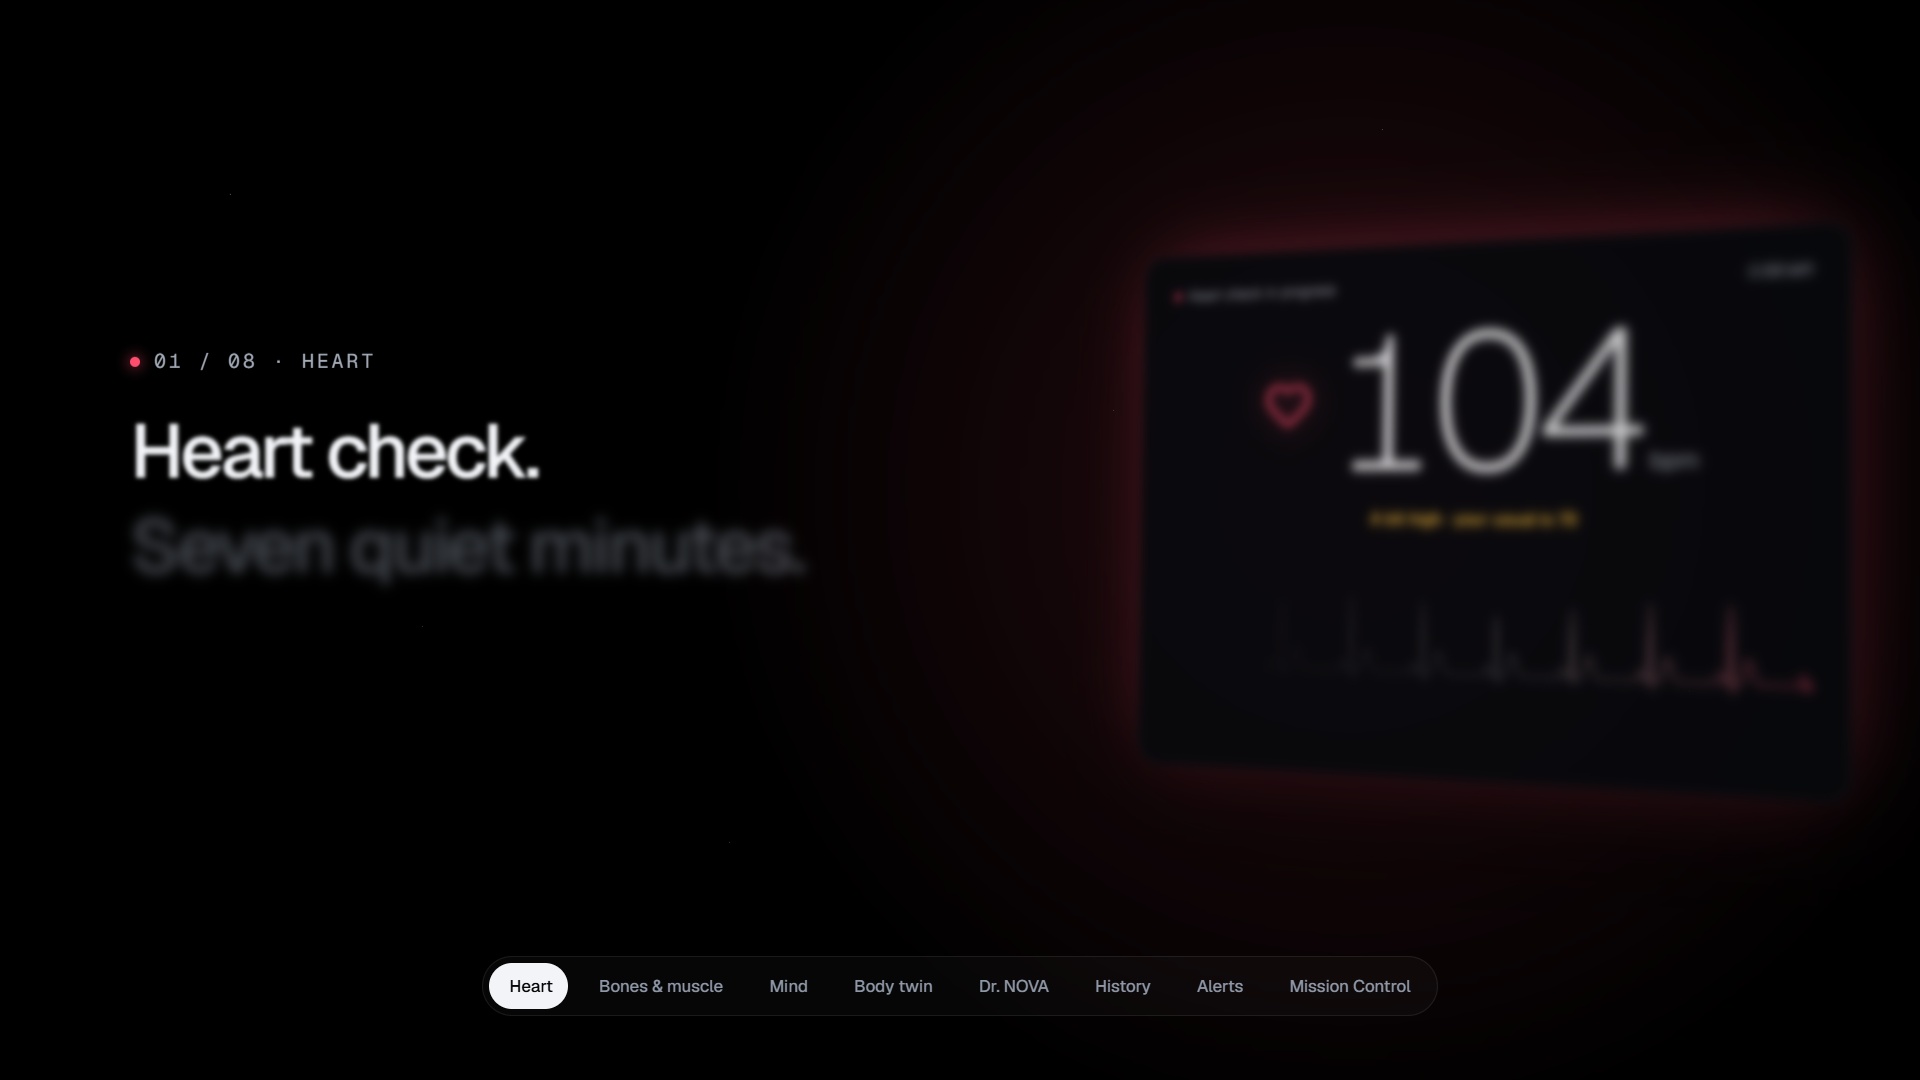 01 / 08 · HEART
Heart check.
Seven quiet minutes.
104
bpm
Heart
Bones & muscle
Mind
Body twin
Dr. NOVA
History
Alerts
Mission Control